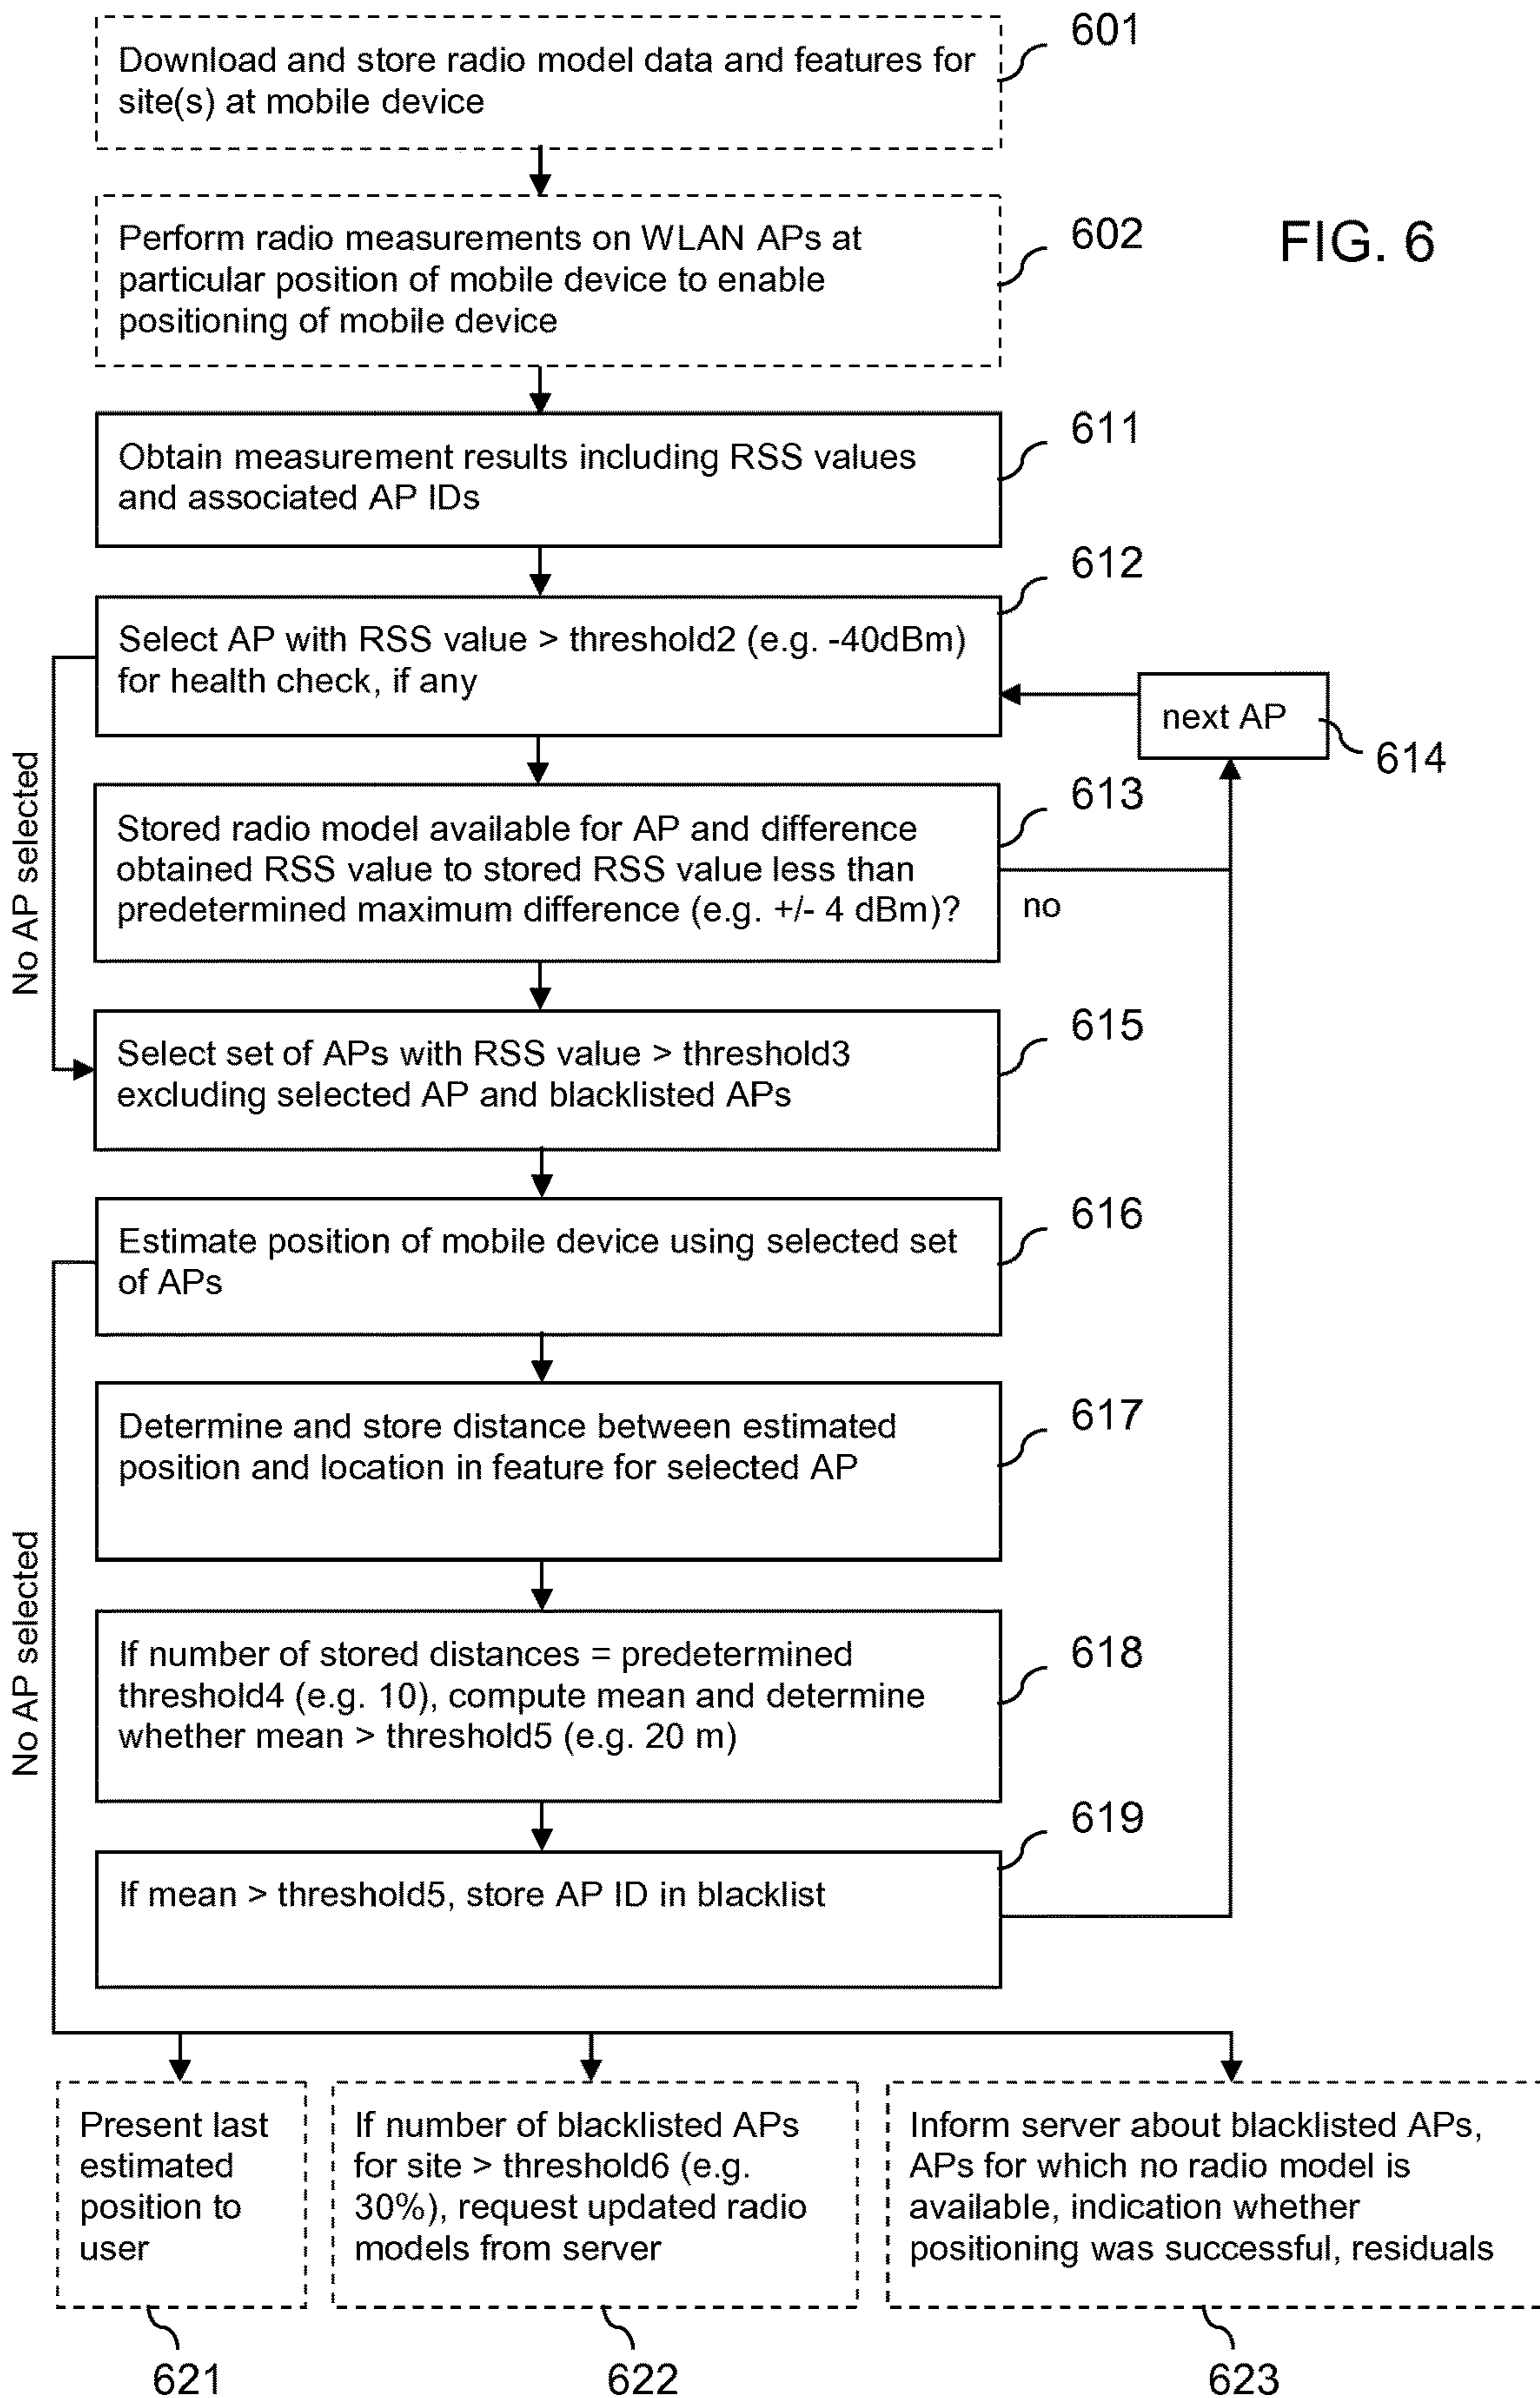 601
Download and store radio model data and features for
site(s) at mobile device
602
FIG. 6
Perform radio measurements on WLAN APs at
particular position of mobile device to enable
positioning of mobile device
611
Obtain measurement results including RSS values
and associated AP IDs
612
Select AP with RSS value > threshold2 (e.g. -40dBm)
for health check, if any
next AP
614
No AP selected
613
Stored radio model available for AP and difference
obtained RSS value to stored RSS value less than
predetermined maximum difference (e.g. +/- 4 dBm)?
no
615
Select set of APs with RSS value > threshold3
excluding selected AP and blacklisted APs
616
Estimate position of mobile device using selected set
of APs
617
Determine and store distance between estimated
position and location in feature for selected AP
No AP selected
618
If number of stored distances = predetermined
threshold4 (e.g. 10), compute mean and determine
whether mean > threshold5 (e.g. 20 m)
619
If mean > threshold5, store AP ID in blacklist
Present last
estimated
position to
user
If number of blacklisted APs
for site > threshold6 (e.g.
30%), request updated radio
models from server
Inform server about blacklisted APs,
APs for which no radio model is
available, indication whether
positioning was successful, residuals
621
622
623